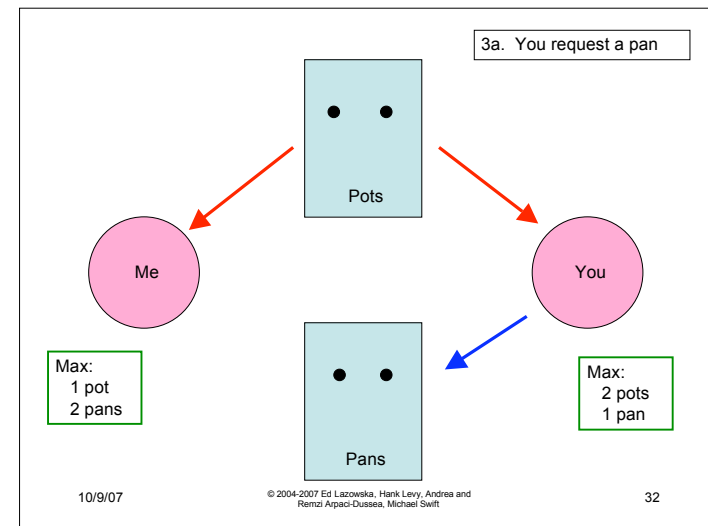 3a. You request a pan
Pots
Me
You
Max:
1 pot
2 pans
Max:
2 pots
1 pan
Pans
10/9/07
© 2004-2007 Ed Lazowska, Hank Levy, Andrea and
Remzi Arpaci-Dussea, Michael Swift
32